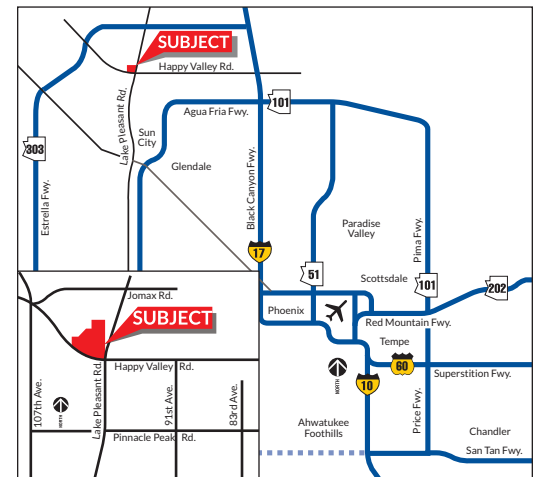 SUBJECT
Happy Valley Rd.
101
Agua Fria Fwy.
Lake Pleasant Rd.
Sun
City
303
Glendale
Estrella Fwy.
Black Canyon Fwy.
Paradise
Valley
Pima Fwy.
17
51
Scottsdale
101
202
Jomax Rd.
SUBJECT
Phoenix
Red Mountain Fwy.
Tempe
60
Superstition Fwy.
NORTH
10
Happy Valley Rd.
107th Ave.
NORTH
Lake Pleasant Rd.
91st Ave.
83rd Ave.
Pinnacle Peak Rd.
Price Fwy.
Ahwatukee
Foothills
Chandler
San Tan Fwy.